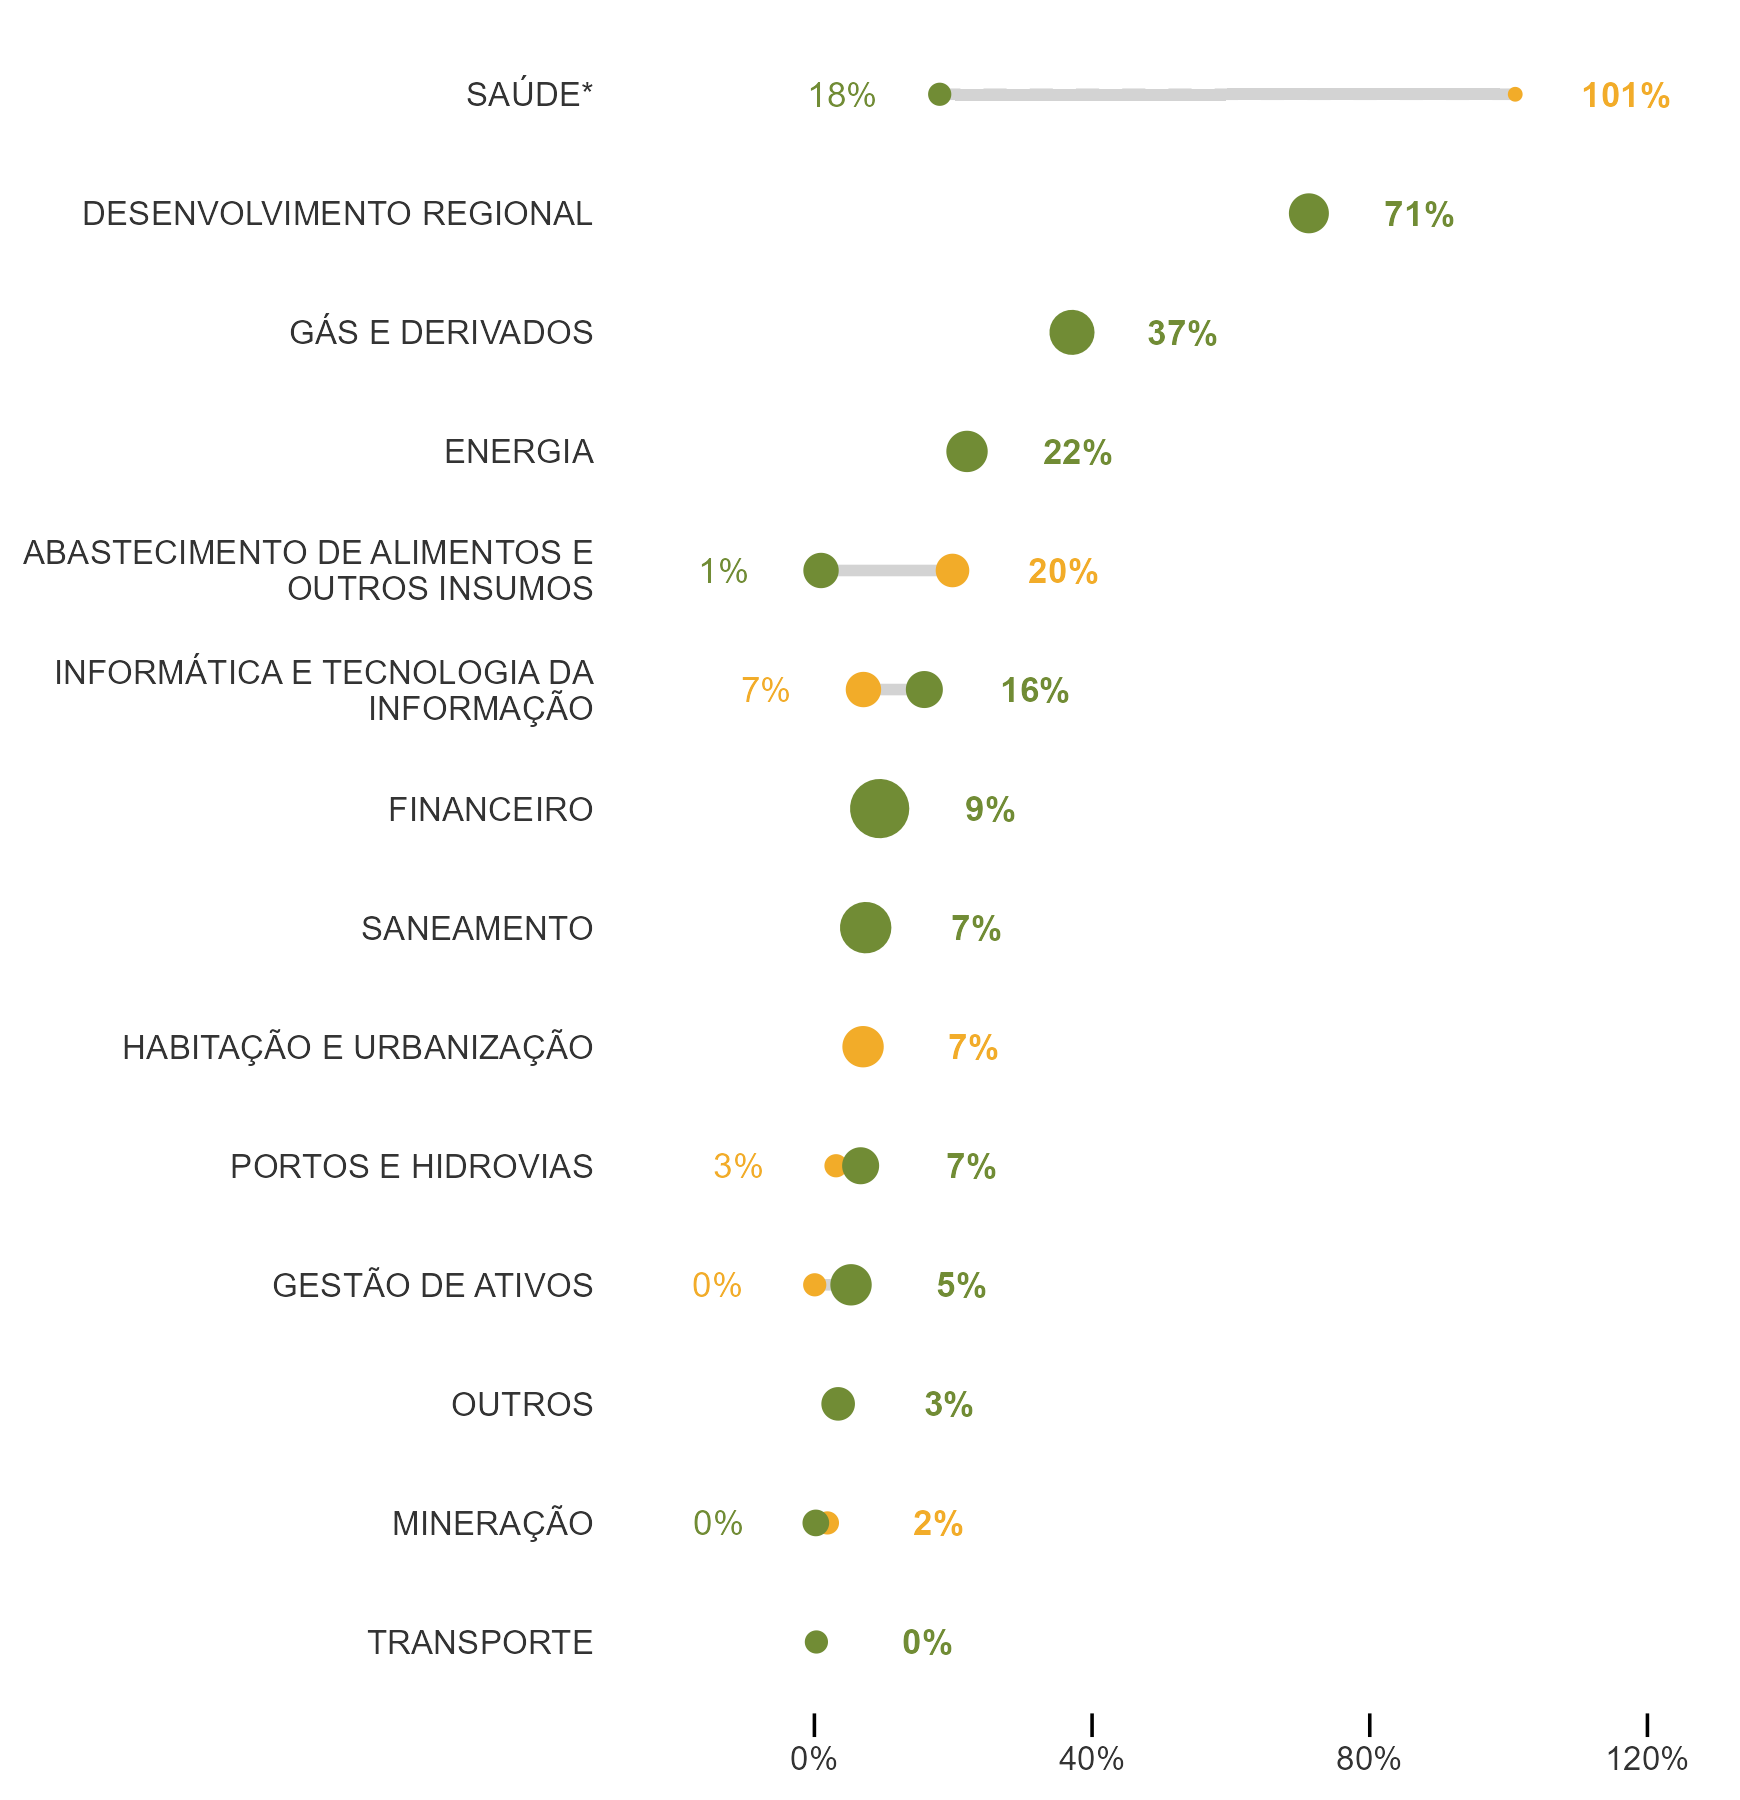 SAÚDE*
18%
101%
DESENVOLVIMENTO REGIONAL
71%
GÁS E DERIVADOS
37%
ENERGIA
22%
ABASTECIMENTO DE ALIMENTOS E
OUTROS INSUMOS
1%
20%
INFORMÁTICA E TECNOLOGIA DA
INFORMAÇÃO
7%
16%
FINANCEIRO
9%
SANEAMENTO
7%
HABITAÇÃO E URBANIZAÇÃO
7%
PORTOS E HIDROVIAS
3%
7%
GESTÃO DE ATIVOS
0%
5%
OUTROS
3%
MINERAÇÃO
0%
2%
TRANSPORTE
0%
0%
40%
80%
120%